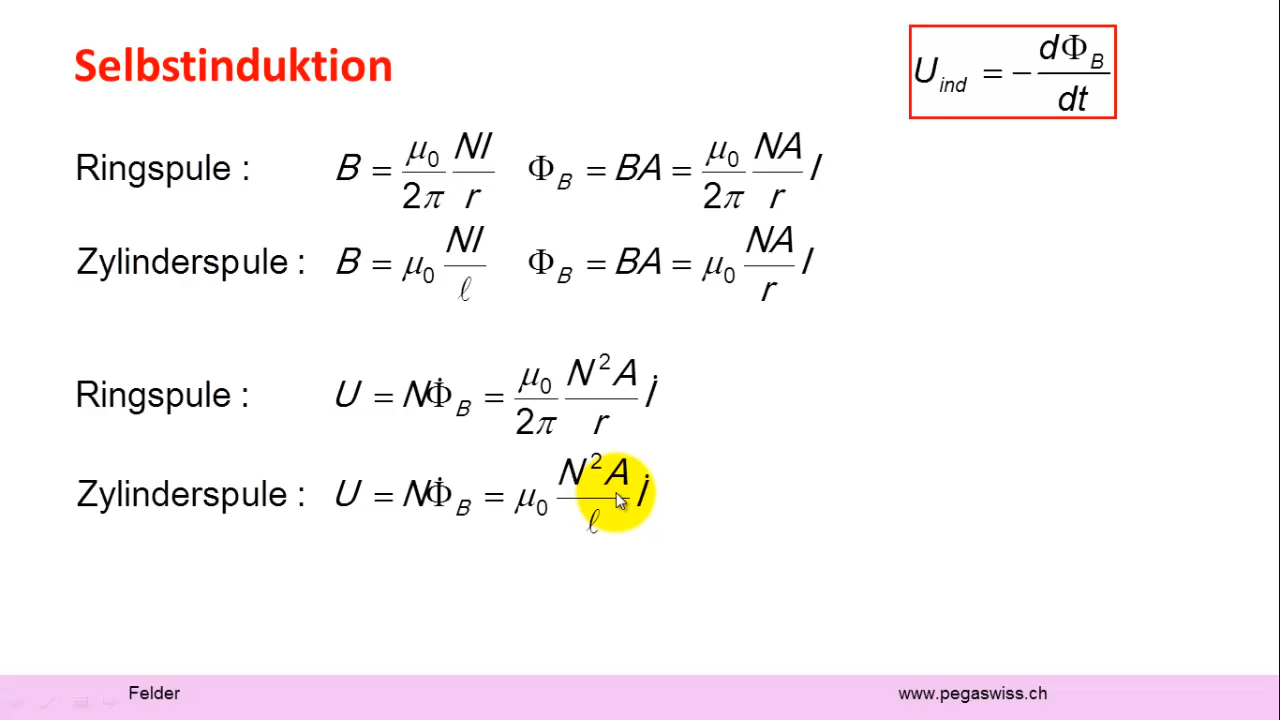 Selbstinduktion
U_ind = − dΦ_B / dt
Ringspule : B = μ₀/2π NI/r Φ_B = BA = μ₀/2π NA/r I
Zylinderspule : B = μ₀ NI/ℓ Φ_B = BA = μ₀ NA/r I
Ringspule : U = NΦ̇_B = μ₀/2π N²A/r İ
Zylinderspule : U = NΦ̇_B = μ₀ N²A/ℓ İ
Felder
www.pegaswiss.ch